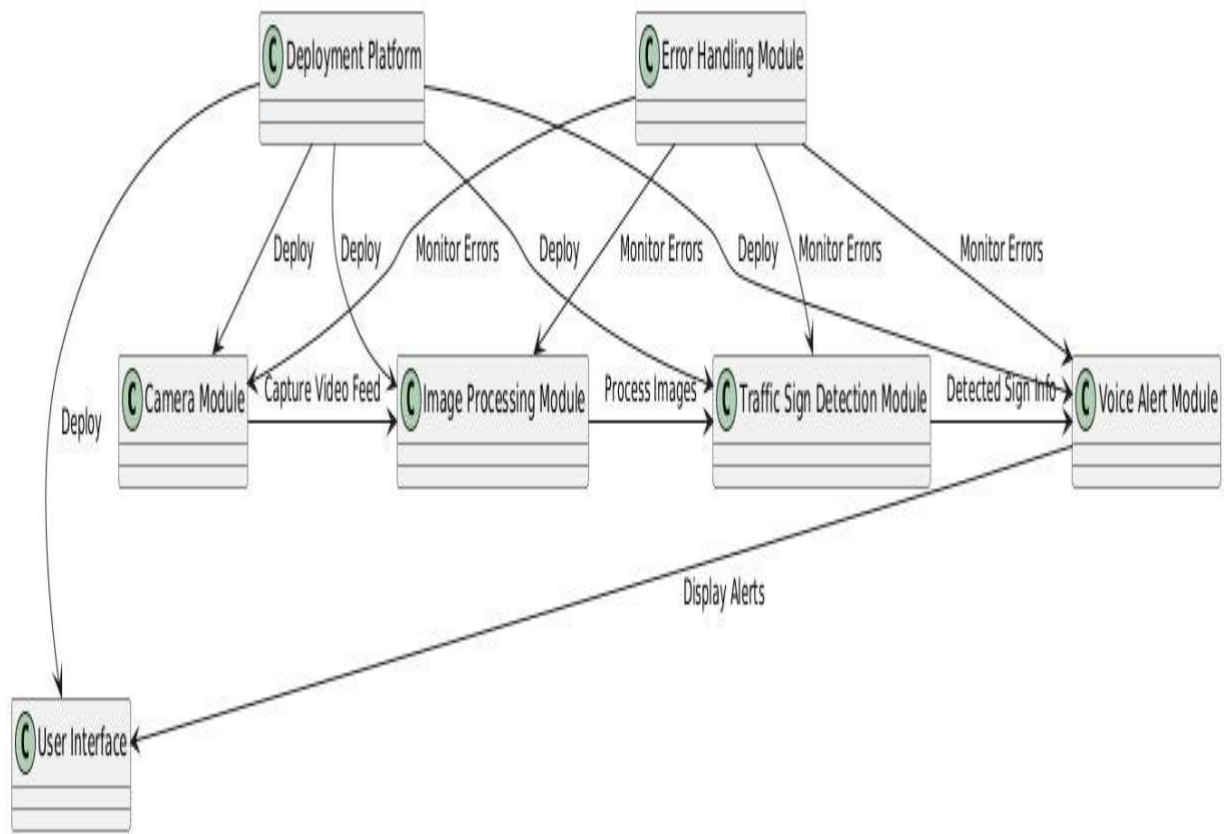 C Deployment Platform
C Error Handling Module
Deploy
Deploy
Monitor Errors
Deploy
Monitor Errors
Deploy
Monitor Errors
Monitor Errors
C Camera Module
Capture Video Feed
C Image Processing Module
Process Images
C Traffic Sign Detection Module
Detected Sign Info
C Voice Alert Module
Deploy
Display Alerts
C User Interface